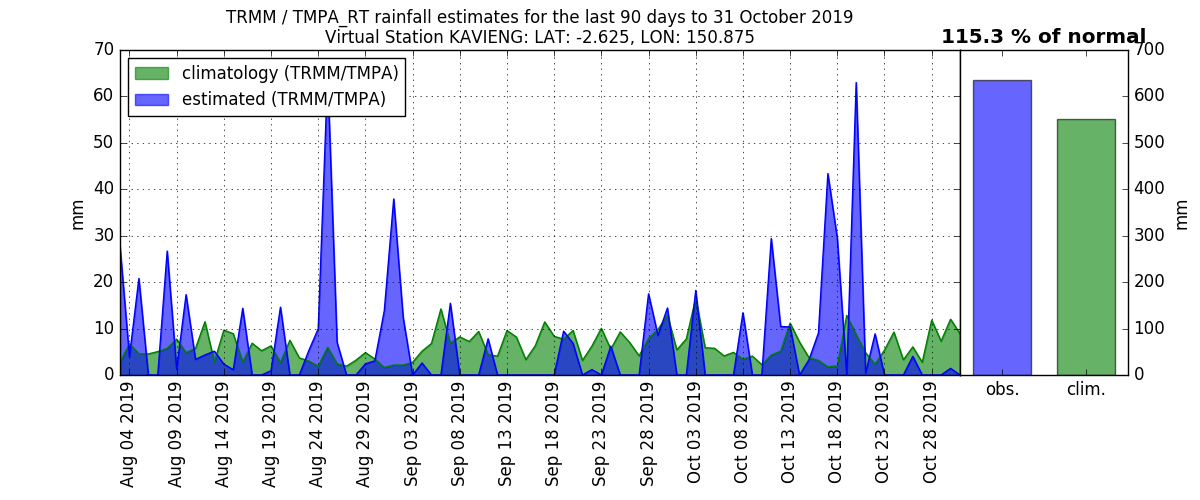 TRMM / TMPA_RT rainfall estimates for the last 90 days to 31 October 2019
Virtual Station KAVIENG: LAT: -2.625, LON: 150.875
115.3 % of normal
climatology (TRMM/TMPA)
estimated (TRMM/TMPA)
70
60
50
40
30
20
10
0
mm
700
600
500
400
300
200
100
0
mm
Aug 04 2019
Aug 09 2019
Aug 14 2019
Aug 19 2019
Aug 24 2019
Aug 29 2019
Sep 03 2019
Sep 08 2019
Sep 13 2019
Sep 18 2019
Sep 23 2019
Sep 28 2019
Oct 03 2019
Oct 08 2019
Oct 13 2019
Oct 18 2019
Oct 23 2019
Oct 28 2019
obs.
clim.